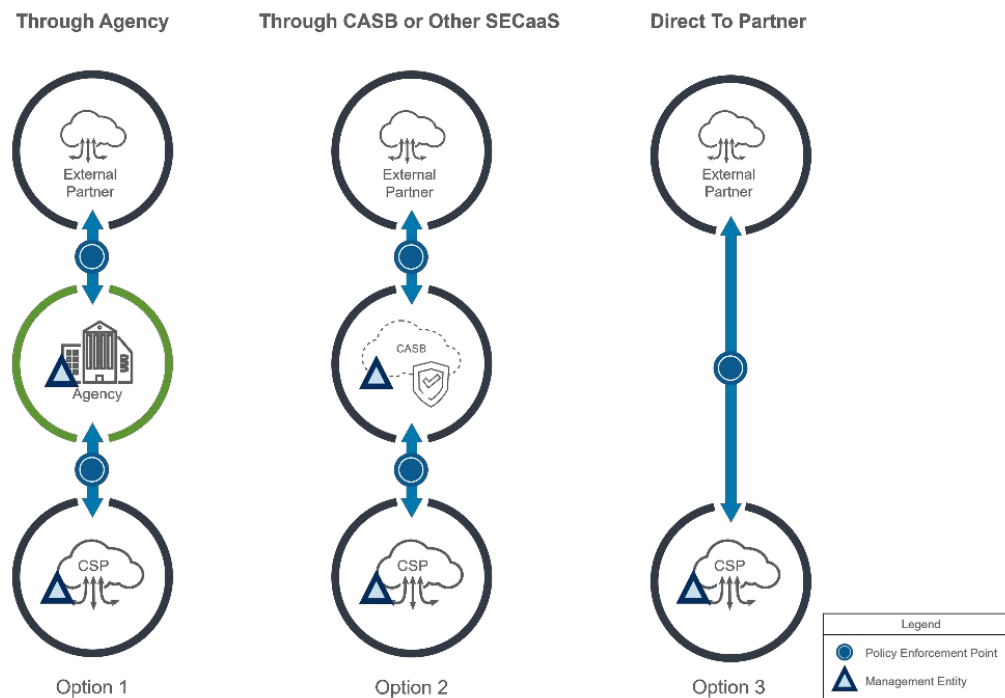 Through Agency
Through CASB or Other SECaaS
Direct To Partner
External
Partner
External
Partner
External
Partner
Agency
CASB
CSP
CSP
CSP
Option 1
Option 2
Option 3
Legend
Policy Enforcement Point
Management Entity